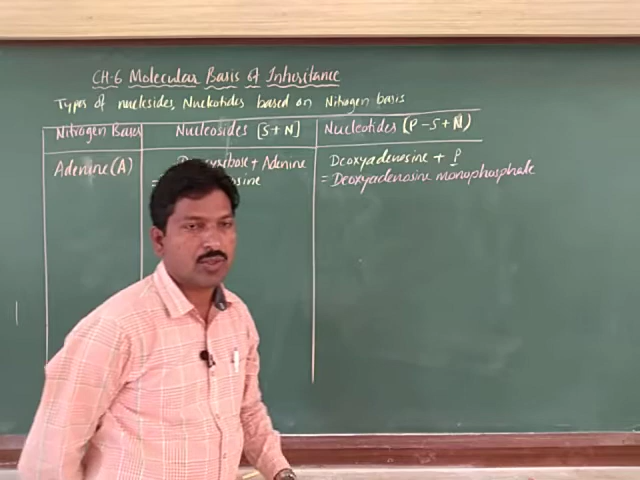 CH-6 Molecular Basis of Inheritance
Types of nucleosides, Nucleotides based on Nitrogen basis
Nitrogen Bases Nucleosides [S+N] Nucleotides (P-S+N)
Adenine(A) + Adenine Deoxyadenosine + P
= = Deoxyadenosine monophosphate